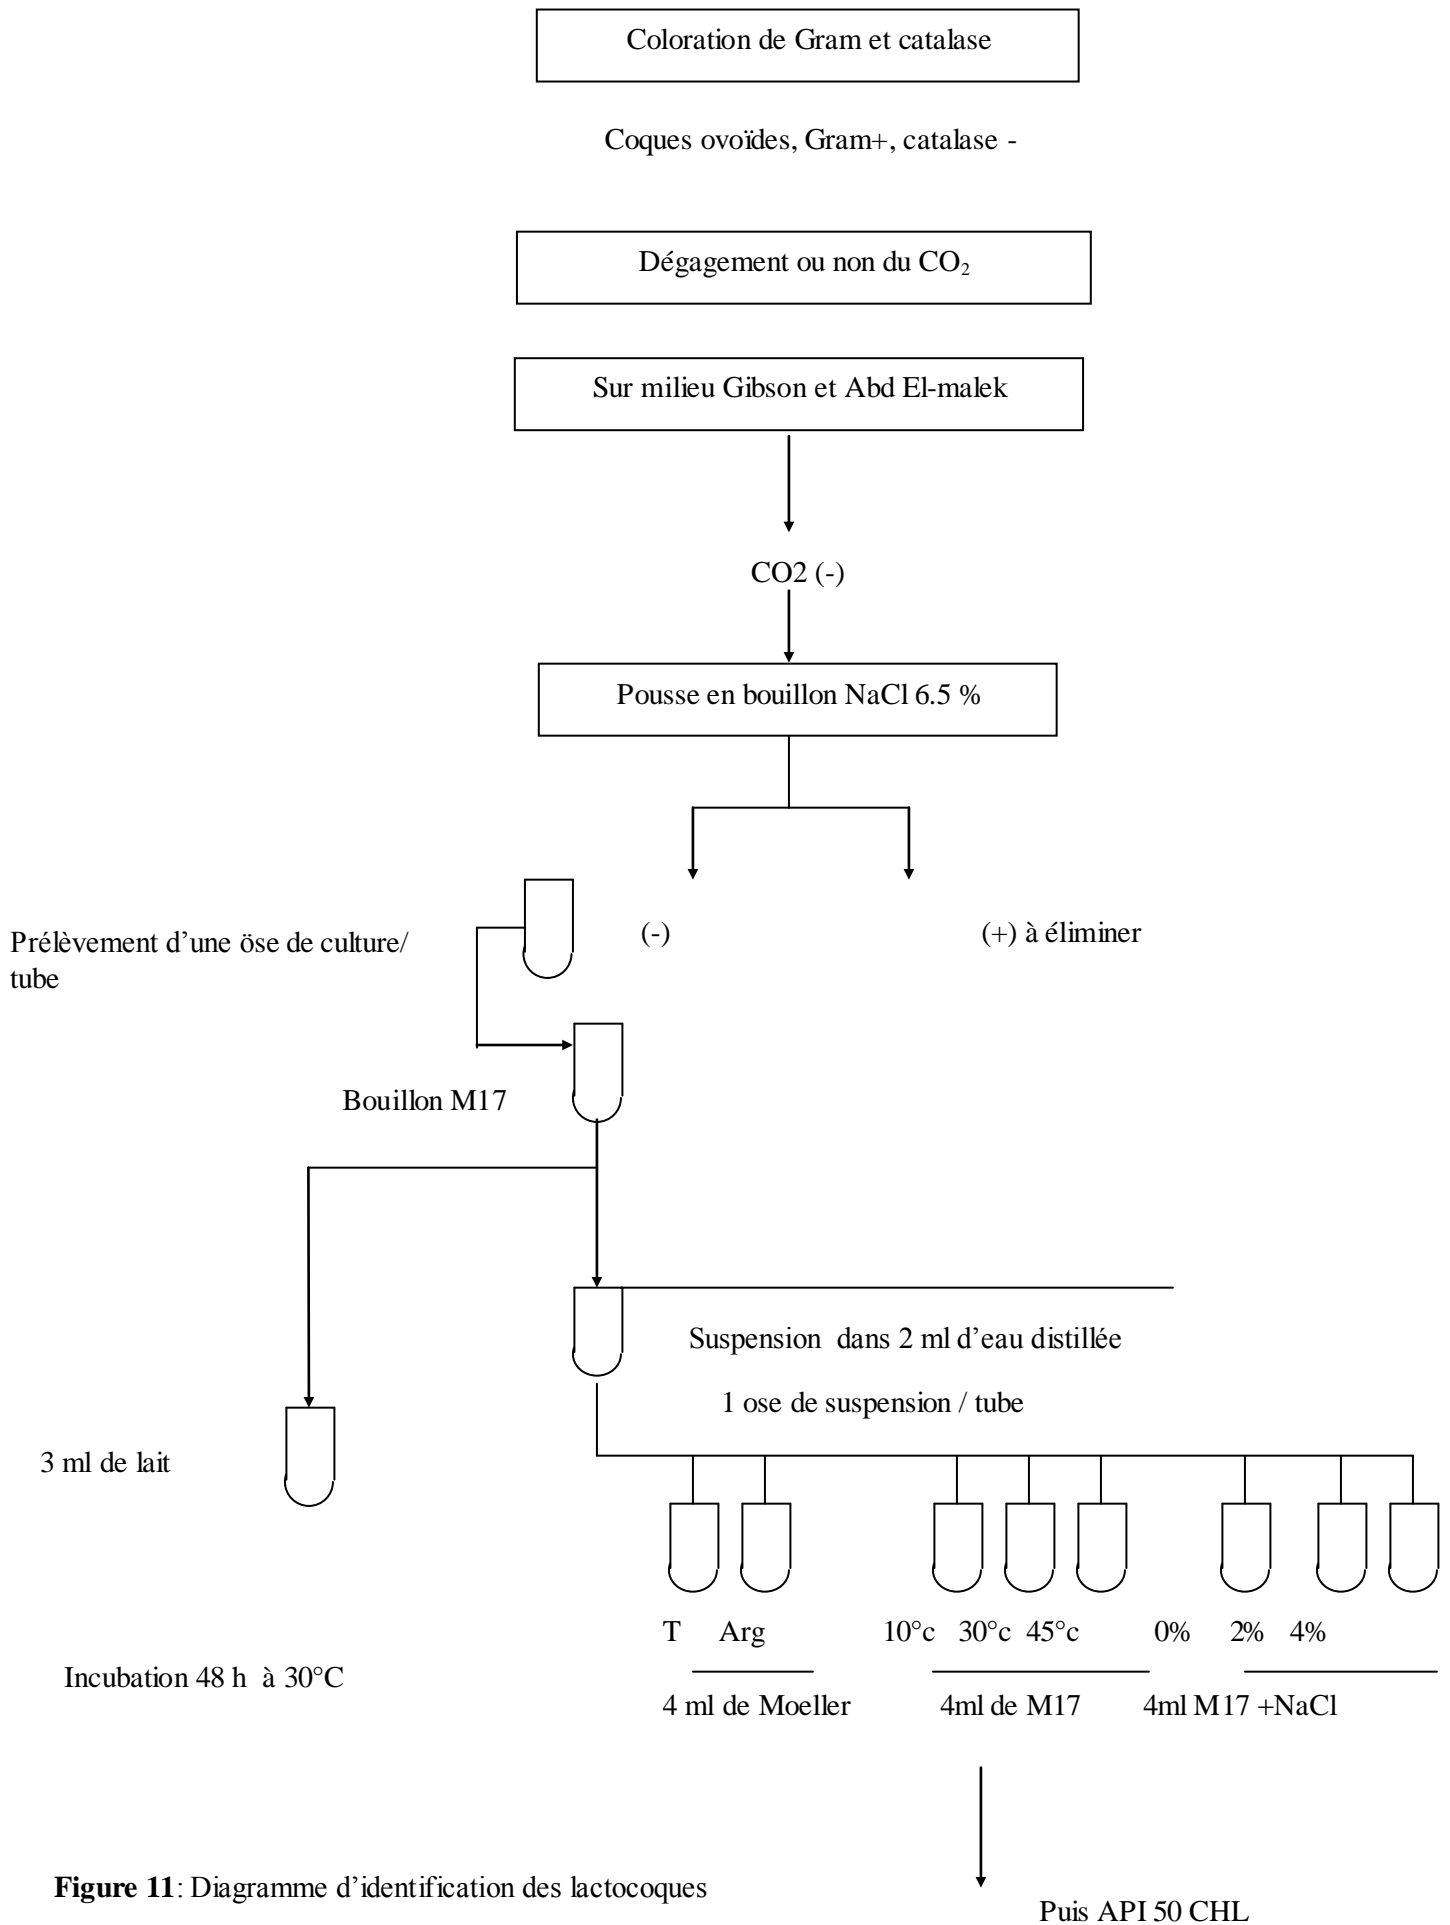 Coloration de Gram et catalase
Coques ovoïdes, Gram+, catalase -
Dégagement ou non du CO₂
Sur milieu Gibson et Abd El-malek
CO2 (-)
Pousse en bouillon NaCl 6.5 %
(-)
(+) à éliminer
Prélèvement d’une öse de culture/
tube
Bouillon M17
Suspension dans 2 ml d’eau distillée
1 ose de suspension / tube
3 ml de lait
T Arg 10°c 30°c 45°c 0% 2% 4%
Incubation 48 h à 30°C
4 ml de Moeller 4ml de M17 4ml M17 +NaCl
Figure 11: Diagramme d’identification des lactocoques
Puis API 50 CHL